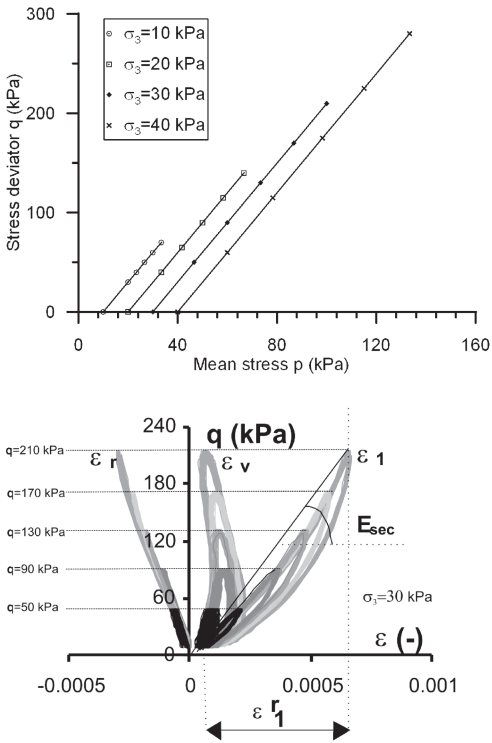 σ3=10 kPa
σ3=20 kPa
σ3=30 kPa
σ3=40 kPa
Stress deviator q (kPa)
300
200
100
0
0 40 80 120 160
Mean stress p (kPa)
q (kPa)
240
180
120
60
0
q=210 kPa
q=170 kPa
q=130 kPa
q=90 kPa
q=50 kPa
εr
εv
ε1
Esec
σ3=30 kPa
ε (-)
-0.0005 0 0.0005 0.001
ε1r